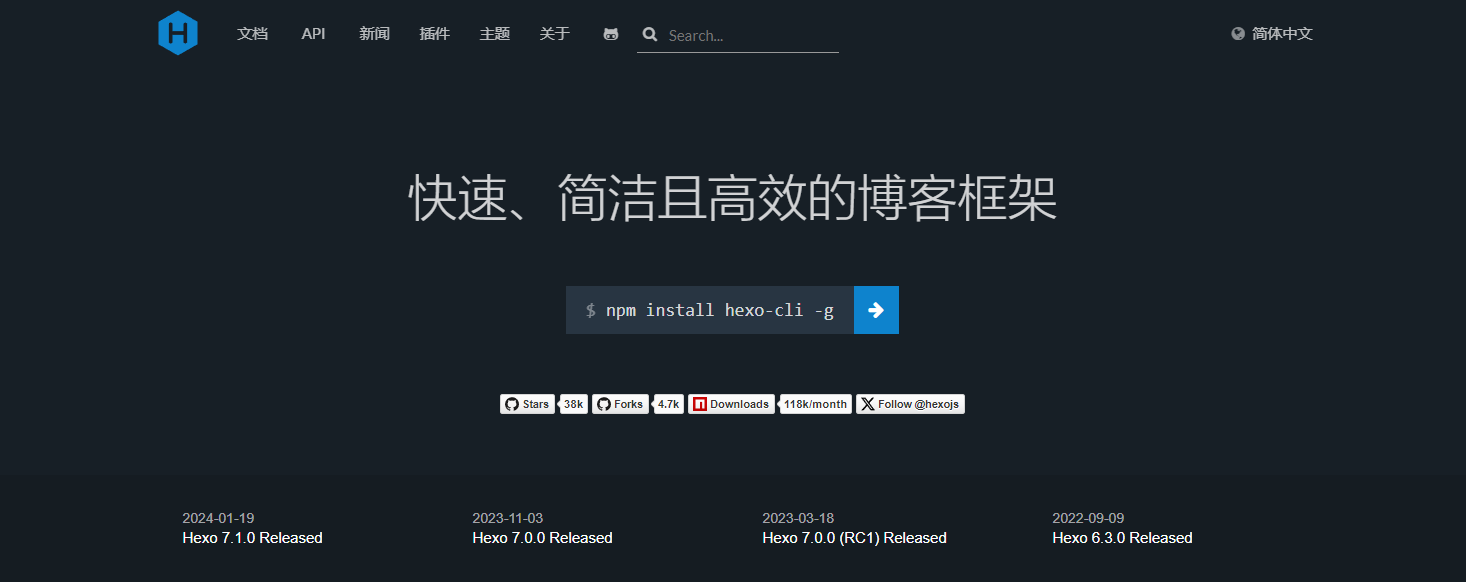 H 文档 API 新闻 插件 主题 关于 Search... 简体中文
快速、简洁且高效的博客框架
$ npm install hexo-cli -g
Stars 38k Forks 4.7k n Downloads 118k/month X Follow @hexojs
2024-01-19 2023-11-03 2023-03-18 2022-09-09
Hexo 7.1.0 Released Hexo 7.0.0 Released Hexo 7.0.0 (RC1) Released Hexo 6.3.0 Released